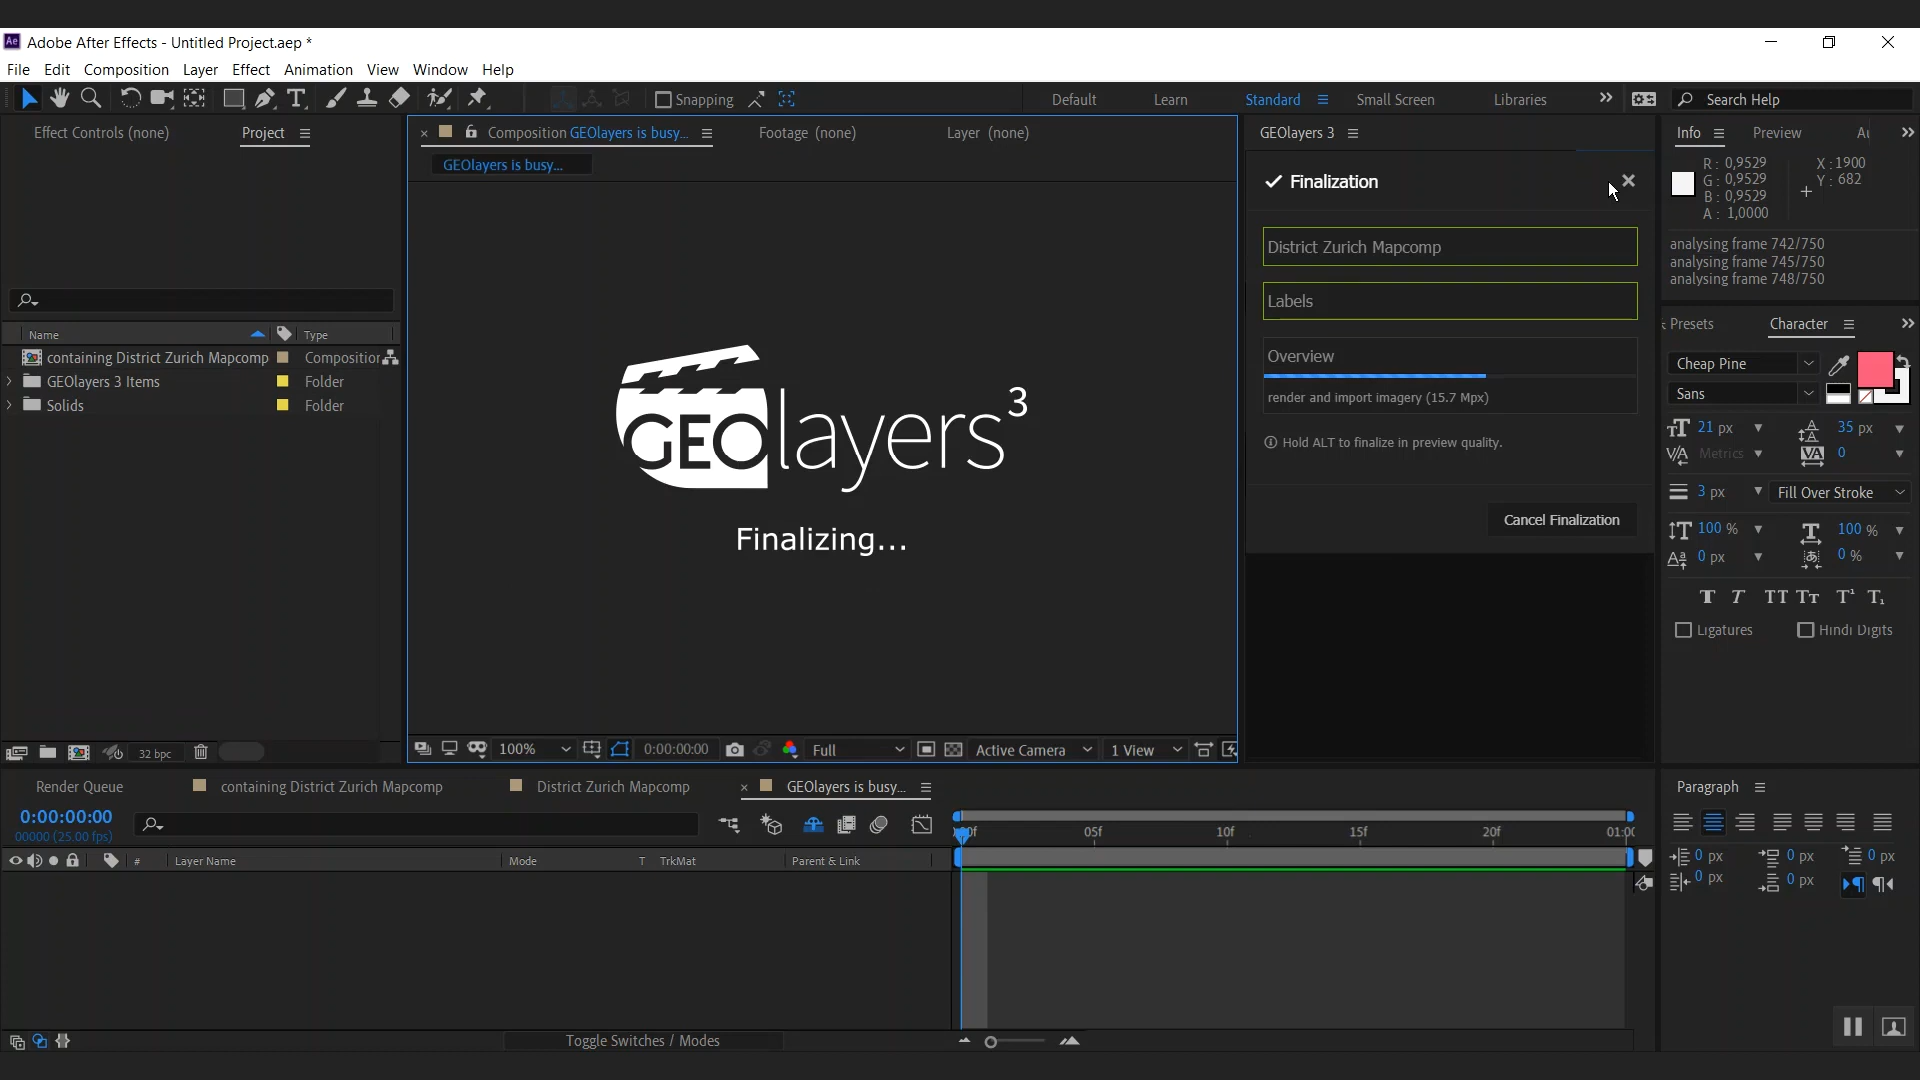 Adobe After Effects - Untitled Project.aep *
File Edit Composition Layer Effect Animation View Window Help
Snapping Default Learn Standard Small Screen Libraries Search Help
Effect Controls (none) Project
Name Type
containing District Zurich Mapcomp
GEOlayers 3 Items Folder
Solids Folder
32 bpc
Composition GEOlayers is busy... Footage (none) Layer (none)
GEOlayers is busy...
GEOlayers3
Finalizing...
100% 0:00:00:00 Full Active Camera 1 View
GEOlayers 3
Finalization
District Zurich Mapcomp
Labels
Overview
render and import imagery (15.7 Mpx)
Hold ALT to finalize in preview quality.
Cancel Finalization
Info Preview
R: 0,9529 X:1900
G: 0,9529 Y: 682
B: 0,9529
A: 1,0000
analysing frame 742/750
analysing frame 745/750
analysing frame 748/750
Presets Character
Cheap Pine
Sans
21 px 35 px
Metrics 0
3 px Fill Over Stroke
100 % 100 %
0 px 0 %
Ligatures Hindi Digits
Render Queue containing District Zurich Mapcomp District Zurich Mapcomp GEOlayers is busy...
0:00:00:00
00000 (25.00 fps)
05f 10f 15f 20f
# Layer Name Mode T TrkMat Parent & Link
Toggle Switches / Modes
Paragraph
0 px 0 px 0 px
0 px 0 px